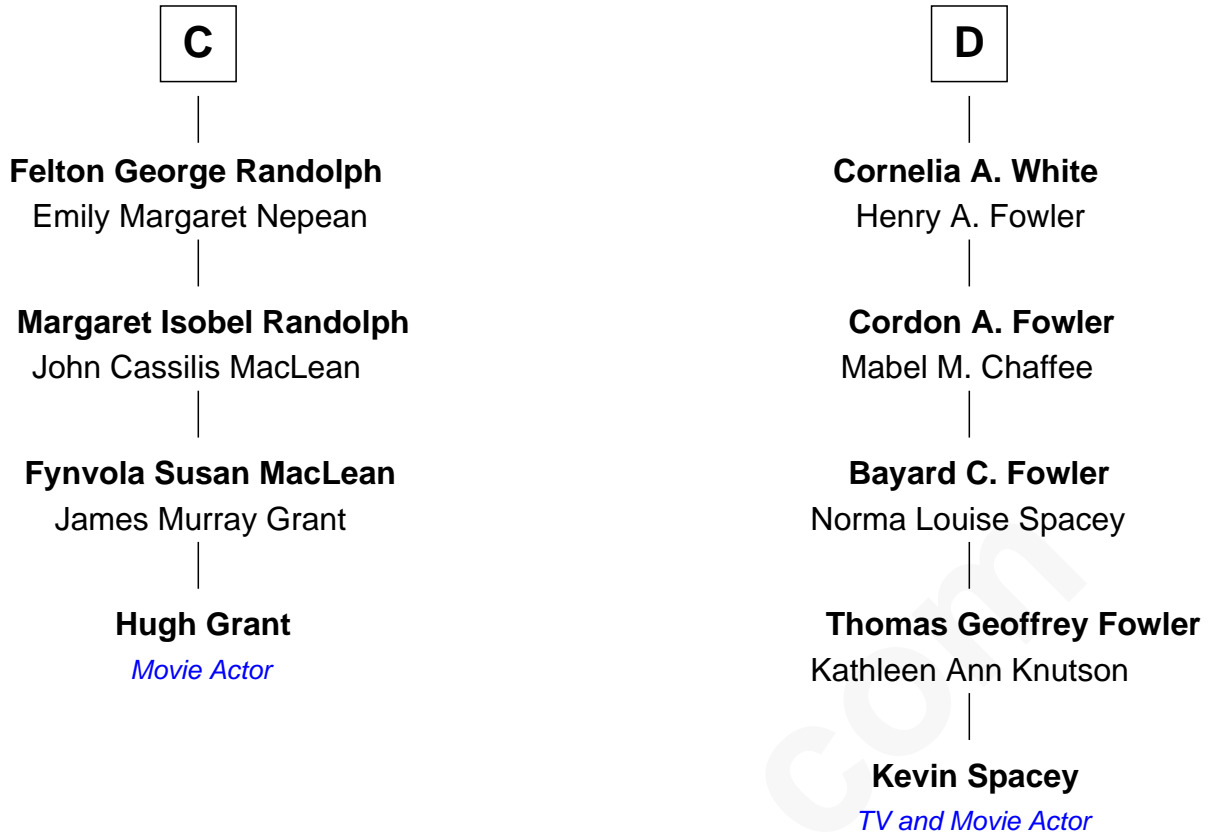 C
Felton George Randolph
Emily Margaret Nepean
Margaret Isobel Randolph
John Cassilis MacLean
Fynvola Susan MacLean
James Murray Grant
Hugh Grant
Movie Actor
D
Cornelia A. White
Henry A. Fowler
Cordon A. Fowler
Mabel M. Chaffee
Bayard C. Fowler
Norma Louise Spacey
Thomas Geoffrey Fowler
Kathleen Ann Knutson
Kevin Spacey
TV and Movie Actor
com